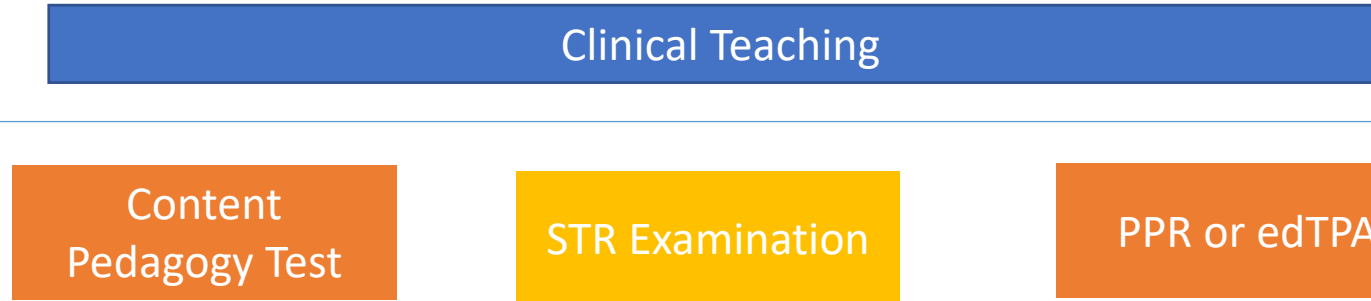 Clinical Teaching
Content
Pedagogy Test
STR Examination
PPR or edTPA